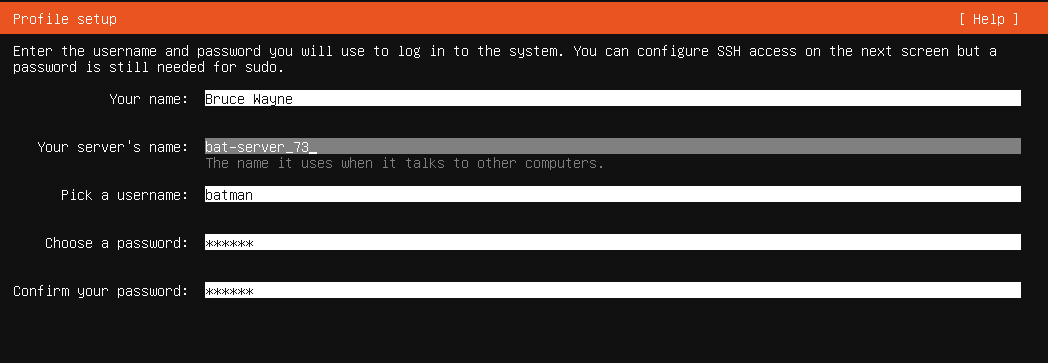 Profile setup [ Help ]
Enter the username and password you will use to log in to the system. You can configure SSH access on the next screen but a
password is still needed for sudo.
Your name: Bruce Wayne
Your server's name: bat-server_73_
The name it uses when it talks to other computers.
Pick a username: batman
Choose a password: ******
Confirm your password: ******